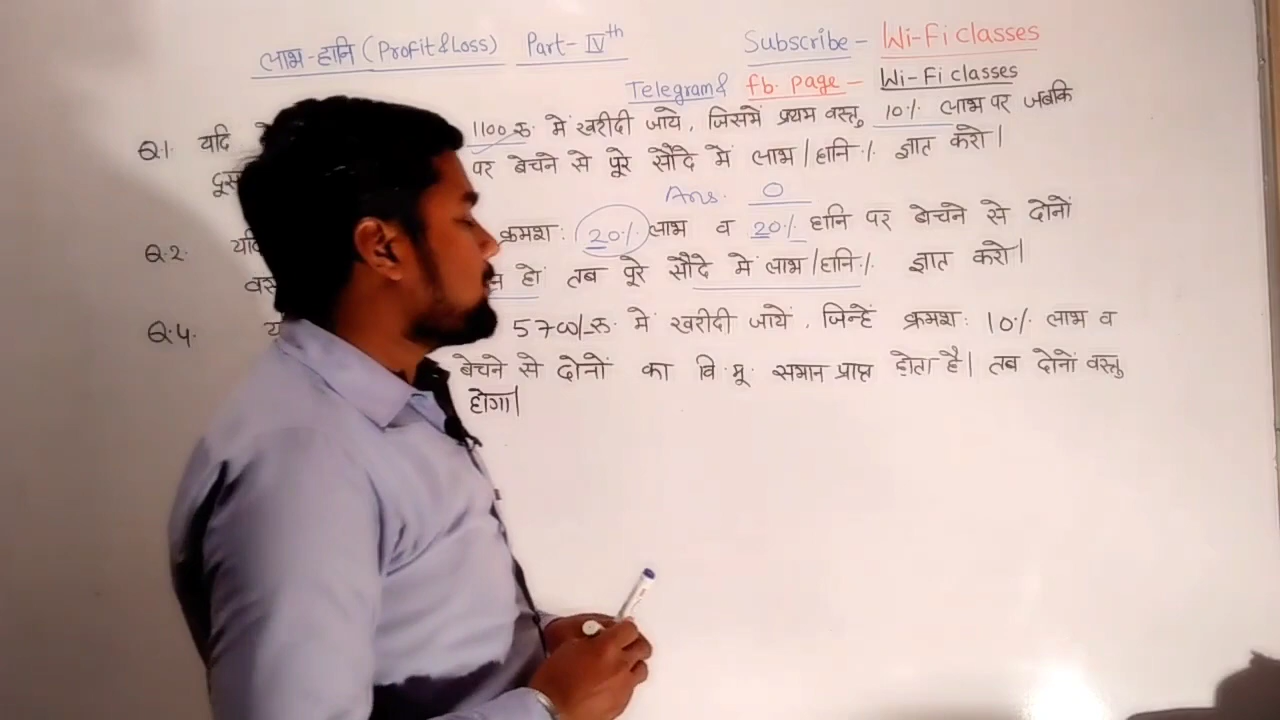 लाभ-हानि (Profit & Loss) Part- IVth
Subscribe - Wi-Fi classes
Telegram & fb. page - Wi-Fi classes
Q.1. यदि 1100 रु. में खरीदी जाये, जिसमें प्रथम वस्तु 10% लाभ पर जबकि
पर बेचने से पूरे सौदे में लाभ/हानि% ज्ञात करो।
Ans. 0
Q.2. क्रमशः 20% लाभ व 20% हानि पर बेचने से दोनों
हो तब पूरे सौदे में लाभ/हानि% ज्ञात करो।
Q.4. 5700/- रु. में खरीदी जायें, जिन्हें क्रमशः 10% लाभ व
बेचने से दोनों का वि.मू. समान प्राप्त होता है। तब दोनों वस्तु
होगा।